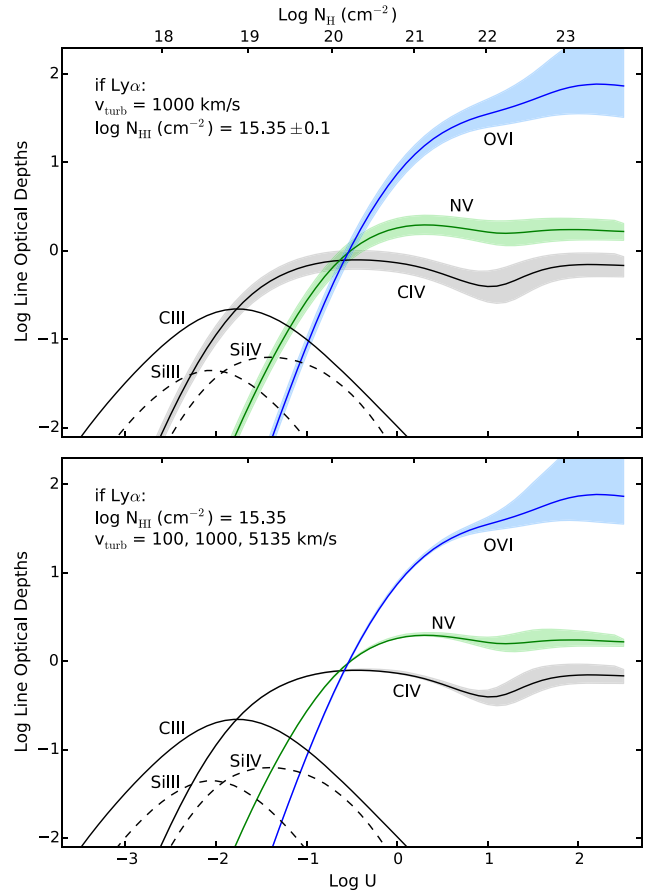 Log N_H (cm⁻²)
18 19 20 21 22 23
if Lyα:
v_turb = 1000 km/s
log N_HI (cm⁻²) = 15.35 ±0.1
OVI
NV
CIV
CIII
SiIII
SiIV
2
1
0
−1
−2
Log Line Optical Depths
if Lyα:
log N_HI (cm⁻²) = 15.35
v_turb = 100, 1000, 5135 km/s
OVI
NV
CIV
CIII
SiIII
SiIV
2
1
0
−1
−2
Log Line Optical Depths
−3 −2 −1 0 1 2
Log U